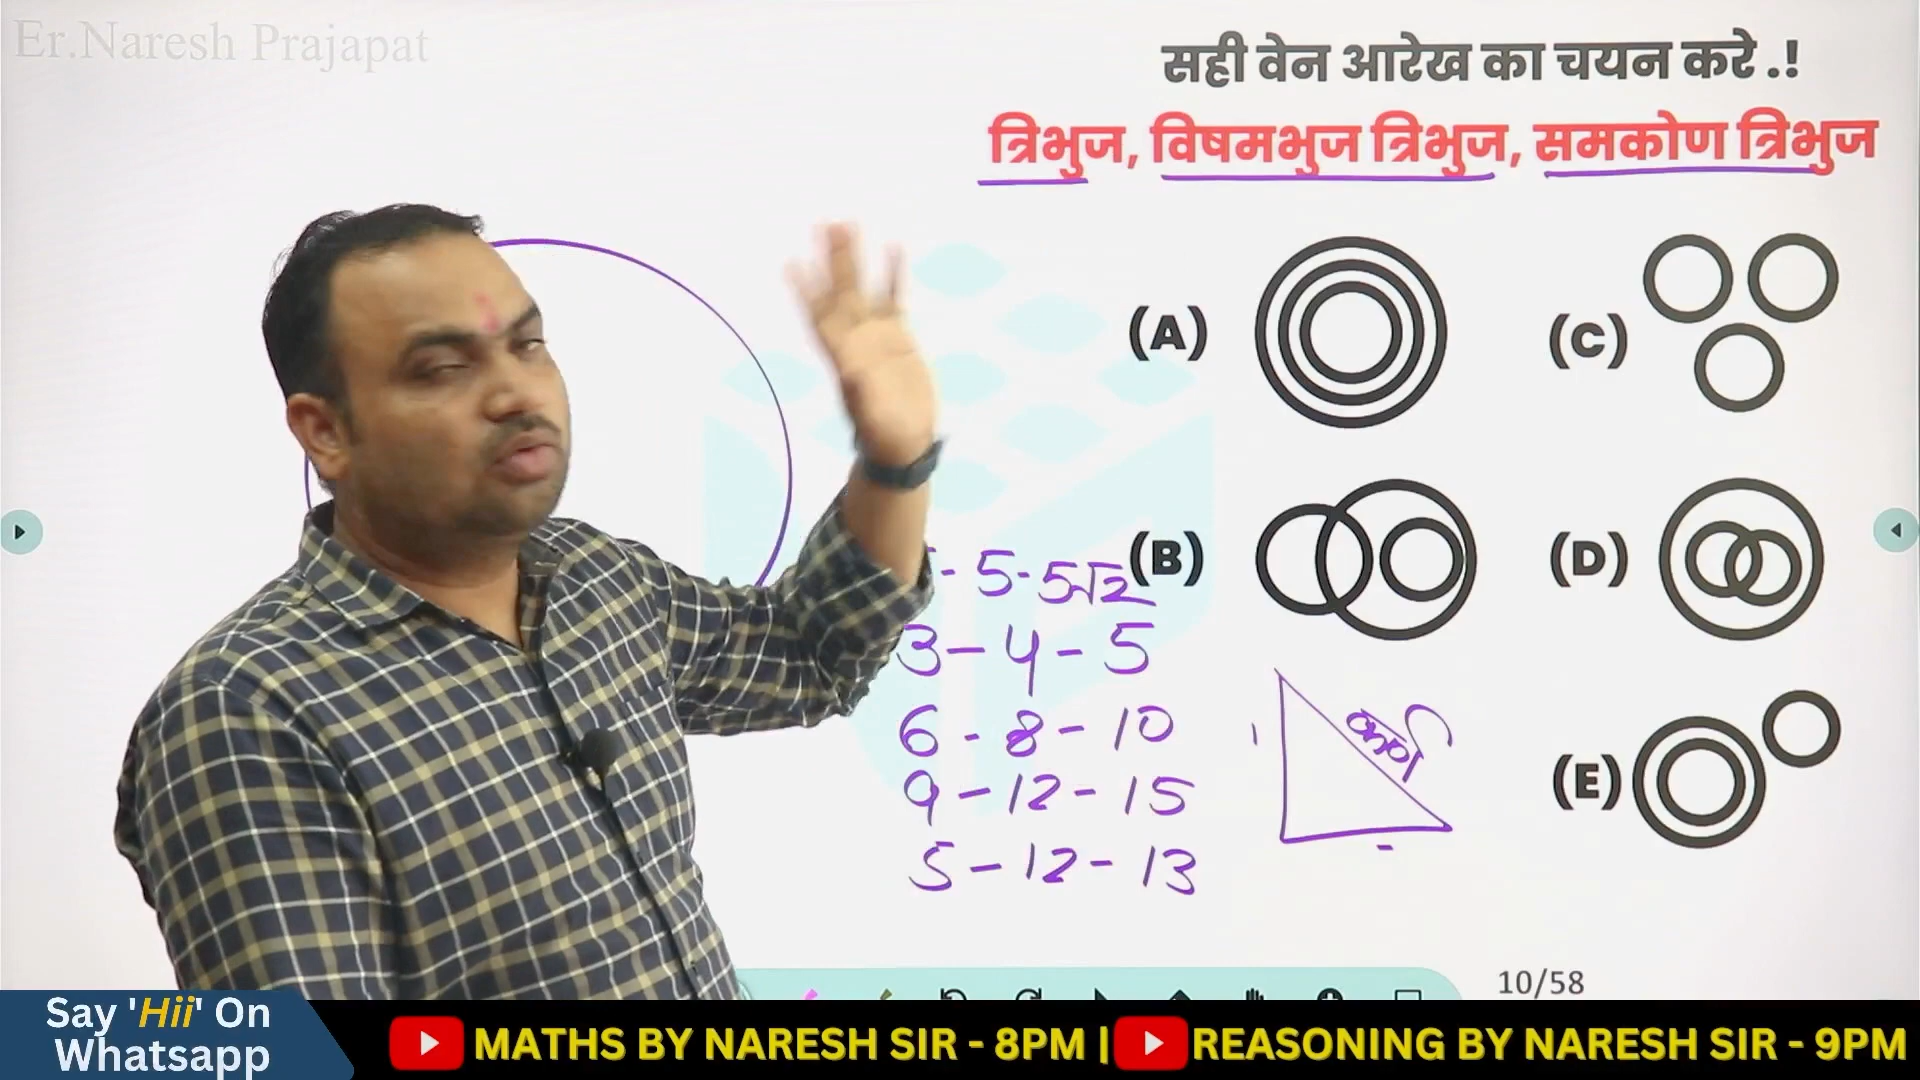 Er.Naresh Prajapat
सही वेन आरेख का चयन करे .!
त्रिभुज, विषमभुज त्रिभुज, समकोण त्रिभुज
(A)
(C)
(B)
(D)
(E)
- 5 - 5√2
3 - 4 - 5
6 - 8 - 10
9 - 12 - 15
5 - 12 - 13
10/58
Say 'Hii' On
Whatsapp
MATHS BY NARESH SIR - 8PM | REASONING BY NARESH SIR - 9PM